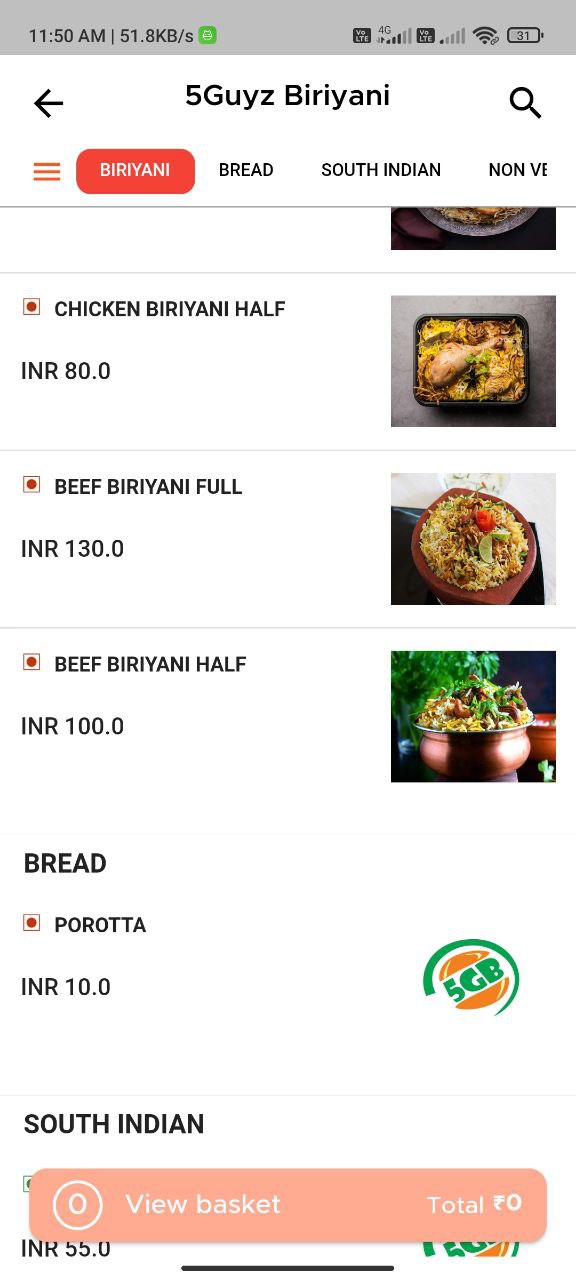 11:50 AM | 51.8KB/s
Vo LTE 4G Vo LTE 31
5Guyz Biriyani
BIRIYANI BREAD SOUTH INDIAN NON VE
CHICKEN BIRIYANI HALF
INR 80.0
BEEF BIRIYANI FULL
INR 130.0
BEEF BIRIYANI HALF
INR 100.0
BREAD
POROTTA
INR 10.0
5GB
SOUTH INDIAN
0 View basket Total ₹0
INR 55.0